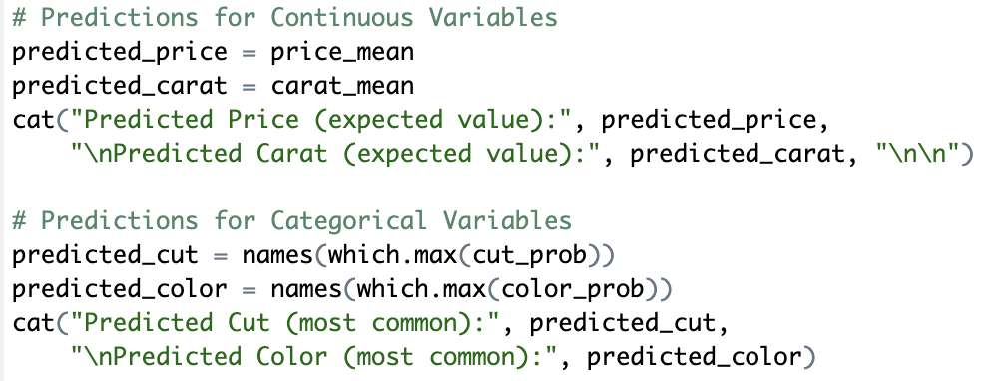 # Predictions for Continuous Variables
predicted_price = price_mean
predicted_carat = carat_mean
cat("Predicted Price (expected value):", predicted_price,
    "\nPredicted Carat (expected value):", predicted_carat, "\n\n")

# Predictions for Categorical Variables
predicted_cut = names(which.max(cut_prob))
predicted_color = names(which.max(color_prob))
cat("Predicted Cut (most common):", predicted_cut,
    "\nPredicted Color (most common):", predicted_color)